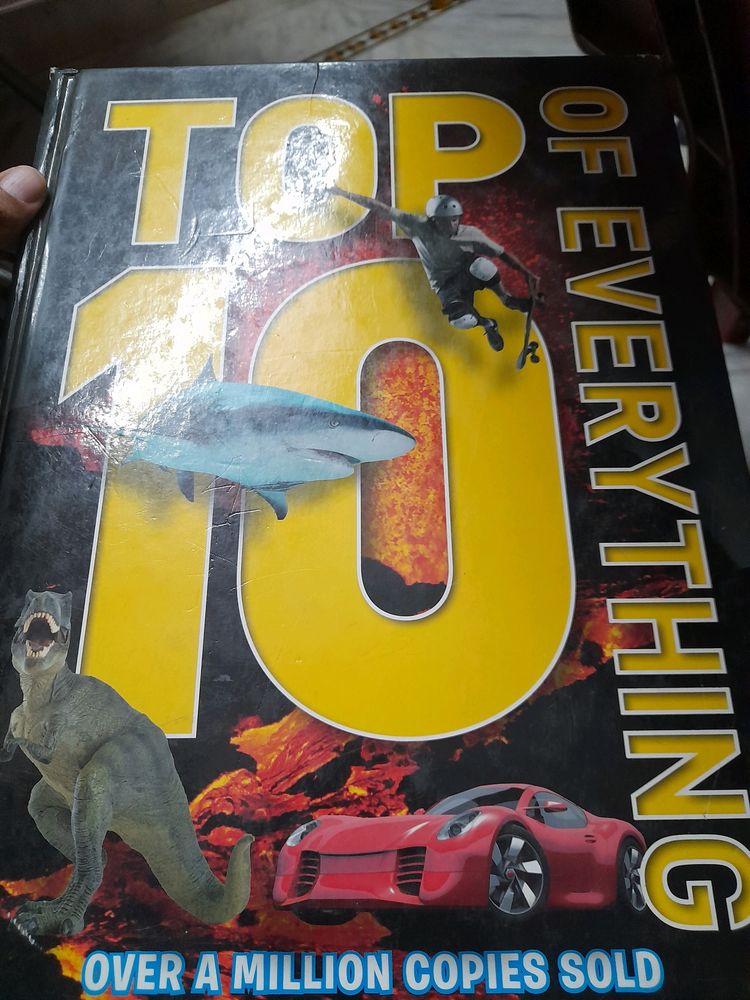 TOP
10
OF EVERYTHING
OVER A MILLION COPIES SOLD